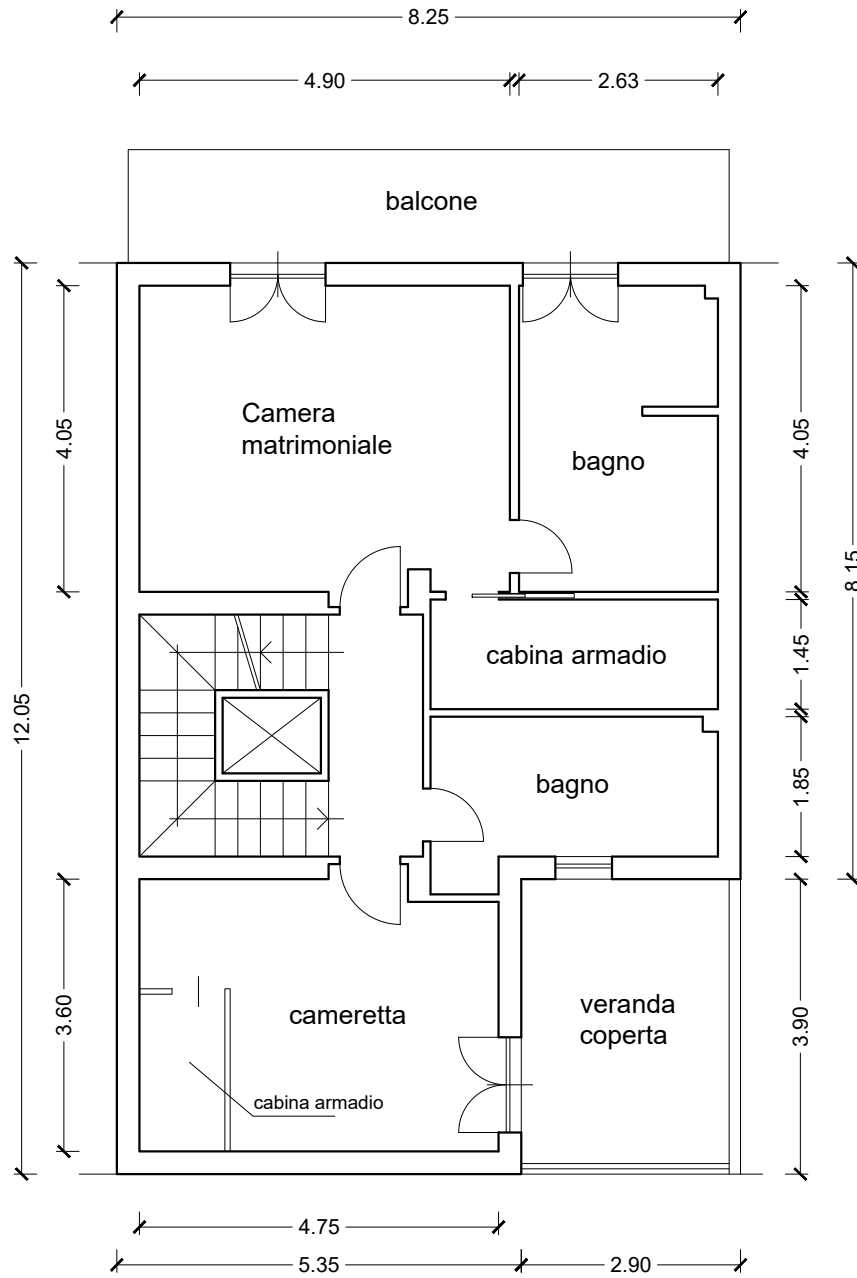 8.25
4.90
2.63
balcone
Camera
matrimoniale
bagno
4.05
4.05
8.15
12.05
cabina armadio
1.45
bagno
1.85
cameretta
veranda
coperta
3.60
3.90
cabina armadio
4.75
5.35
2.90